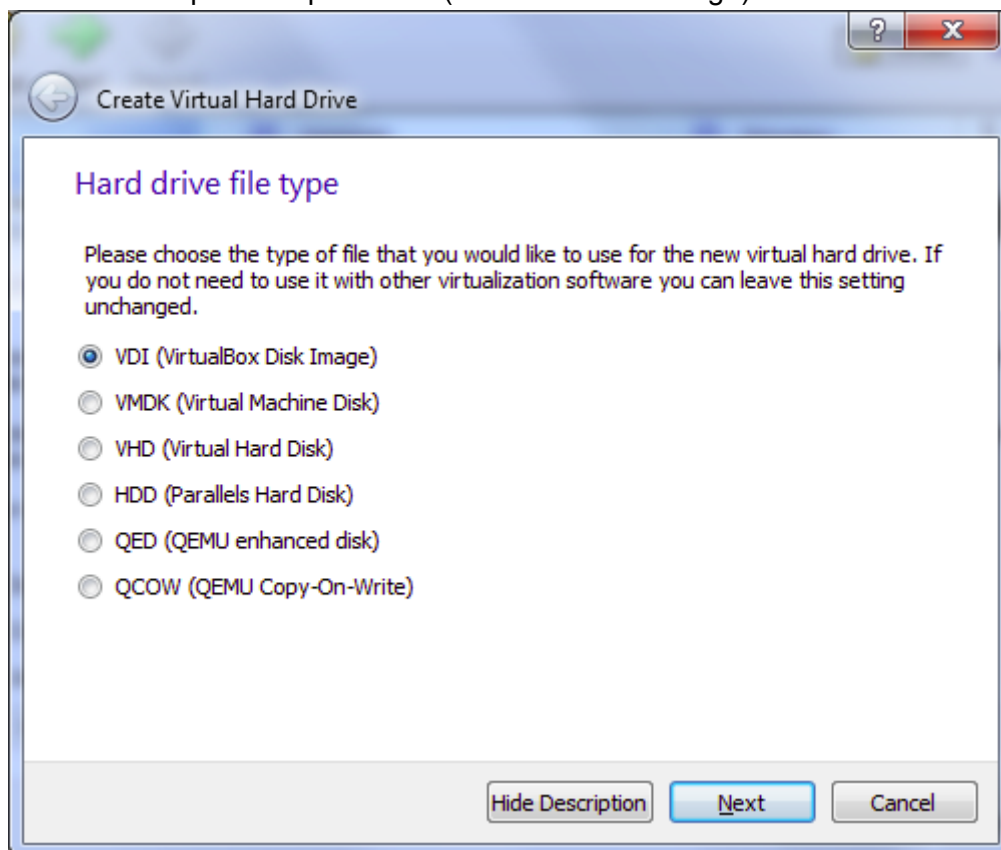 ?
x
Create Virtual Hard Drive
Hard drive file type
Please choose the type of file that you would like to use for the new virtual hard drive. If
you do not need to use it with other virtualization software you can leave this setting
unchanged.
VDI (VirtualBox Disk Image)
VMDK (Virtual Machine Disk)
VHD (Virtual Hard Disk)
HDD (Parallels Hard Disk)
QED (QEMU enhanced disk)
QCOW (QEMU Copy-On-Write)
Hide Description Next Cancel